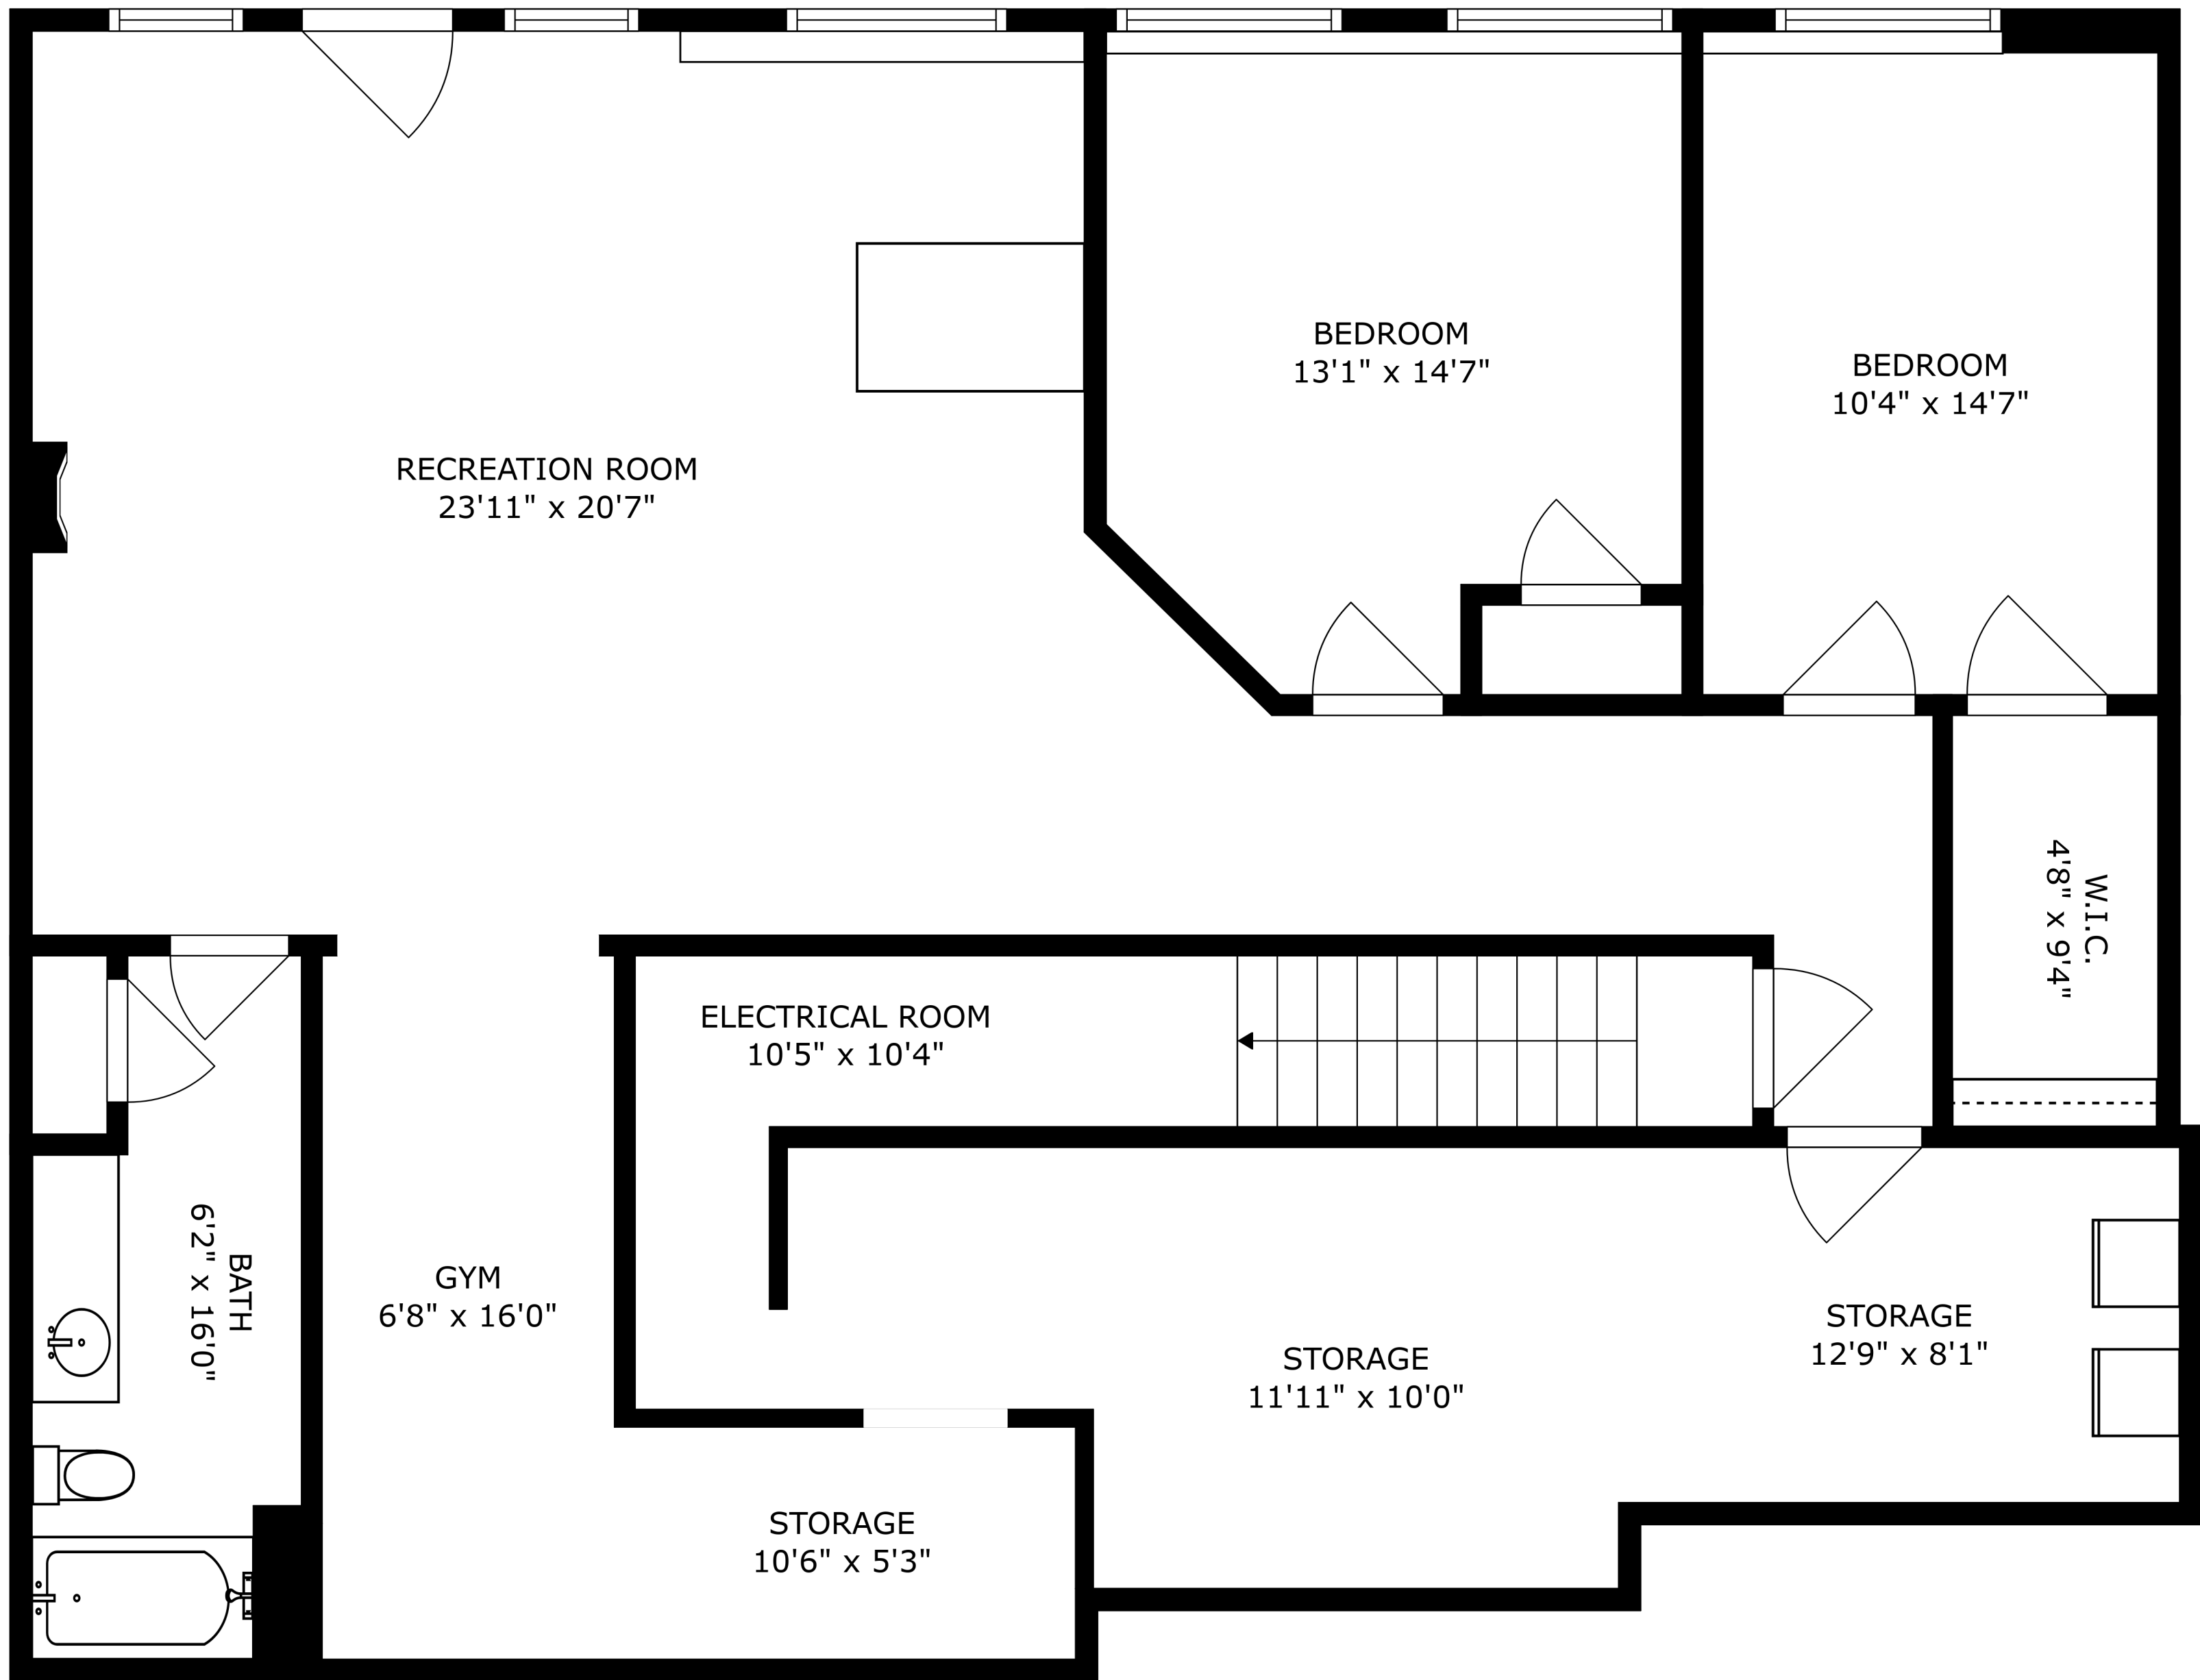 BEDROOM
13'1" x 14'7"
BEDROOM
10'4" x 14'7"
RECREATION ROOM
23'11" x 20'7"
W.I.C.
4'8" x 9'4"
ELECTRICAL ROOM
10'5" x 10'4"
BATH
6'2" x 16'0"
GYM
6'8" x 16'0"
STORAGE
12'9" x 8'1"
STORAGE
11'11" x 10'0"
STORAGE
10'6" x 5'3"